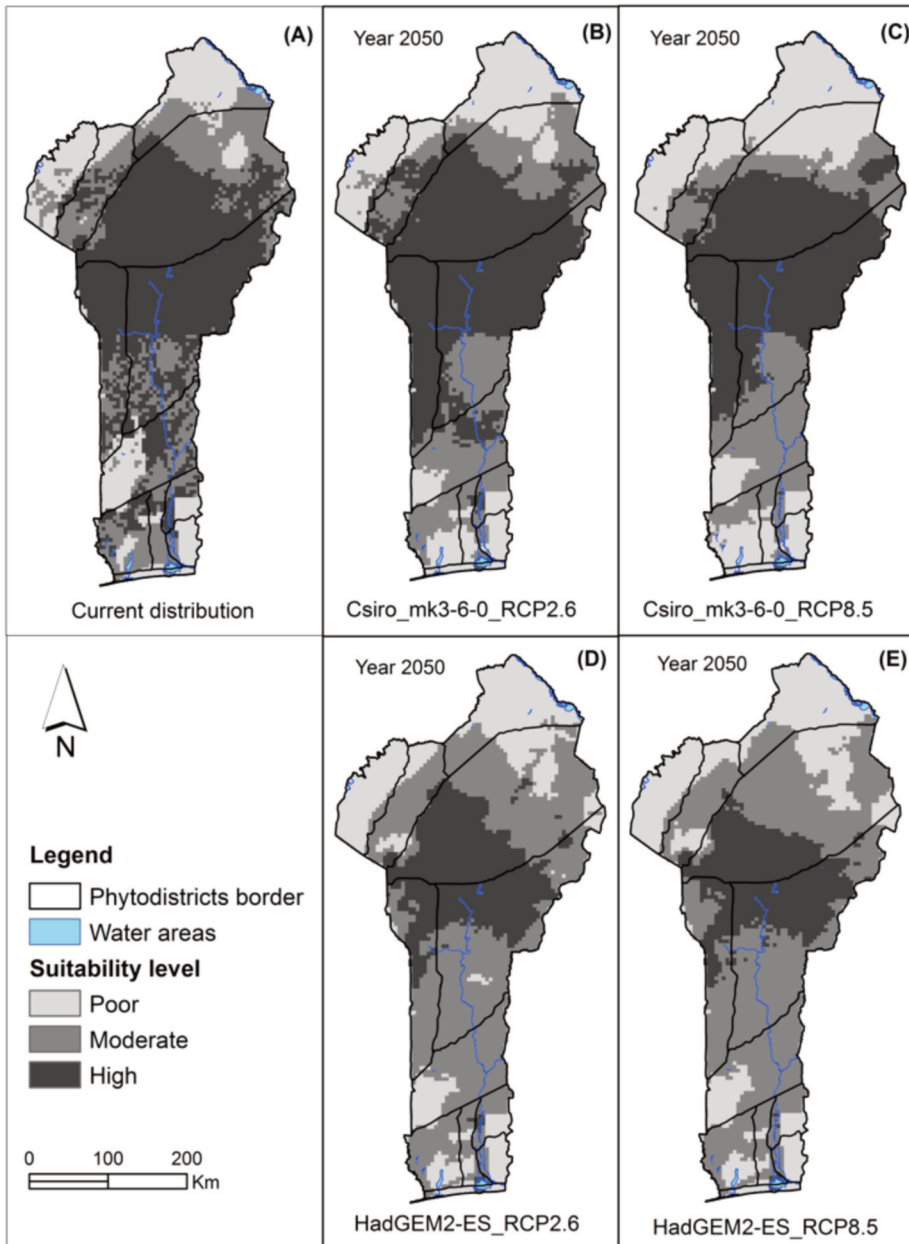 (A)
Current distribution
Year 2050
(B)
Csiro_mk3-6-0_RCP2.6
Year 2050
(C)
Csiro_mk3-6-0_RCP8.5
N
Legend
Phytodistricts border
Water areas
Suitability level
Poor
Moderate
High
0 100 200
Km
Year 2050
(D)
HadGEM2-ES_RCP2.6
Year 2050
(E)
HadGEM2-ES_RCP8.5